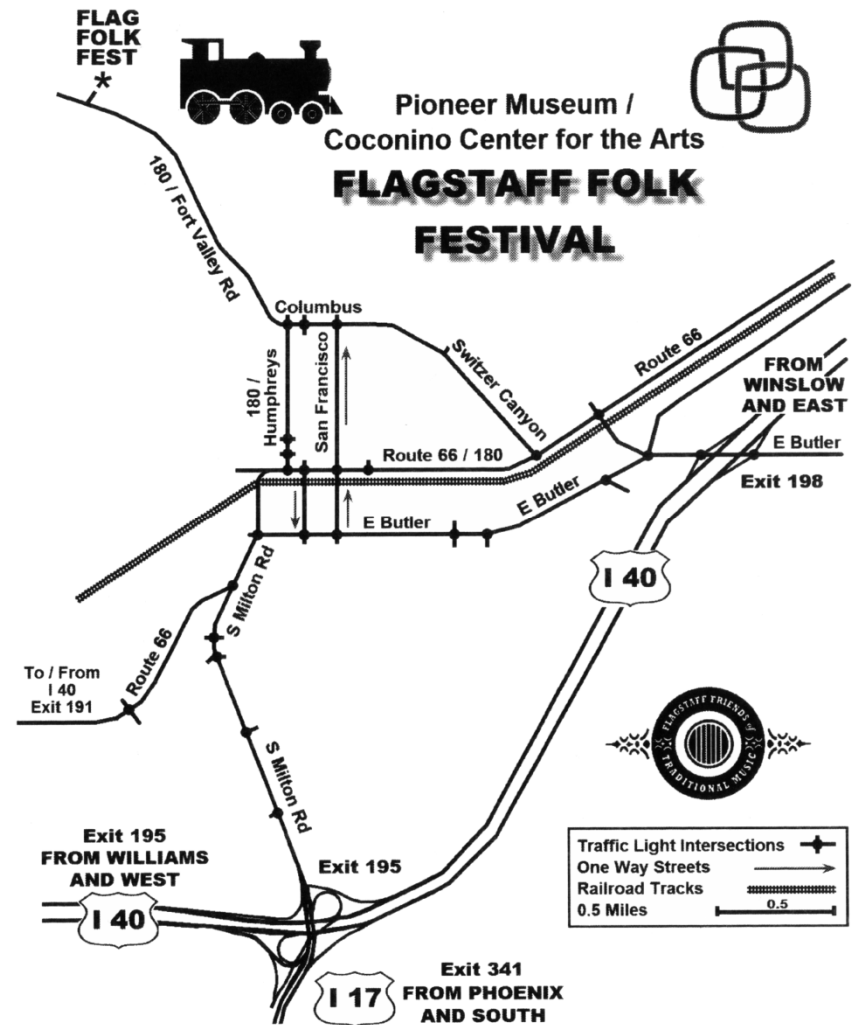 FLAG
FOLK
FEST
*
Pioneer Museum /
Coconino Center for the Arts
FLAGSTAFF FOLK
FESTIVAL
180 / Fort Valley Rd
Columbus
Switzer Canyon
Route 66
180 /
Humphreys
San Francisco
FROM
WINSLOW
AND EAST
Route 66 / 180
E Butler
Exit 198
E Butler
E Butler
I 40
S Milton Rd
Route 66
To / From
I 40
Exit 191
FLAGSTAFF FRIENDS of
TRADITIONAL MUSIC
S Milton Rd
Exit 195
FROM WILLIAMS
AND WEST
I 40
Exit 195
Traffic Light Intersections
One Way Streets
Railroad Tracks
0.5 Miles
0.5
I 17
Exit 341
FROM PHOENIX
AND SOUTH